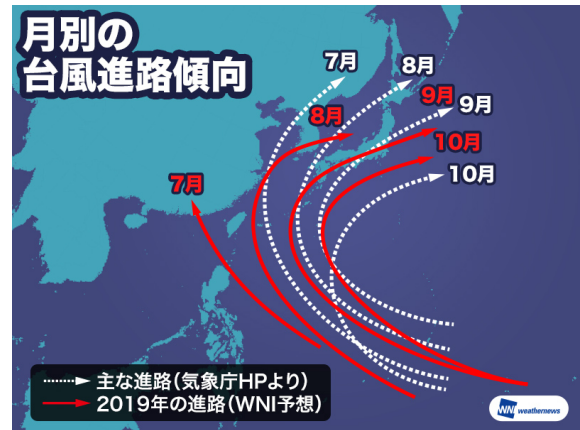 月別の
台風進路傾向
7月
8月
9月
8月
9月
10月
10月
7月
主な進路(気象庁HPより)
2019年の進路(WNI予想)
WNI weathernews